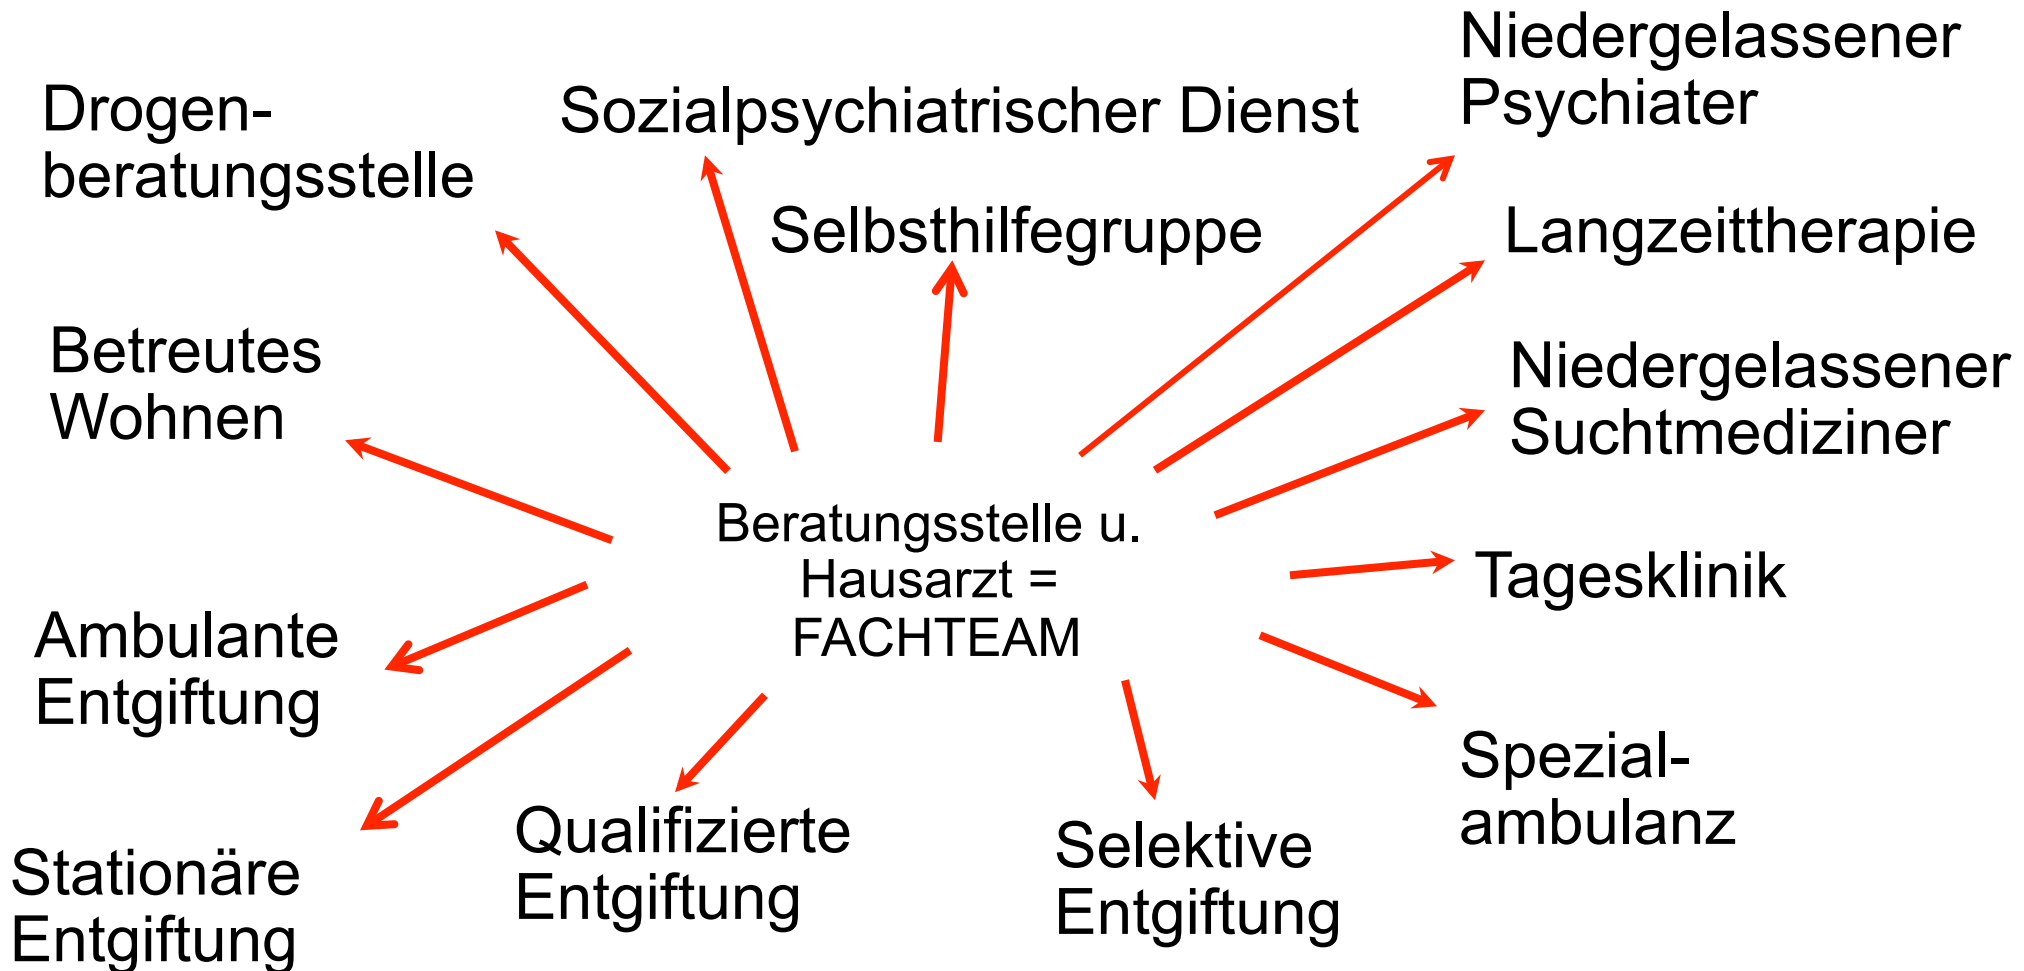 Niedergelassener
Psychiater
Drogen-
beratungsstelle
Sozialpsychiatrischer Dienst
Selbsthilfegruppe
Langzeittherapie
Betreutes
Wohnen
Niedergelassener
Suchtmediziner
Beratungsstelle u.
Hausarzt =
FACHTEAM
Tagesklinik
Ambulante
Entgiftung
Spezial-
ambulanz
Qualifizierte
Entgiftung
Selektive
Entgiftung
Stationäre
Entgiftung